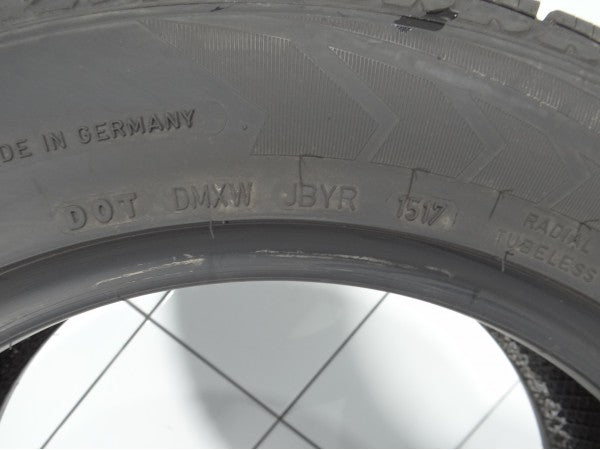 DE IN GERMANY
DOT DMXW JBYR 1517
RADIAL
TUBELESS